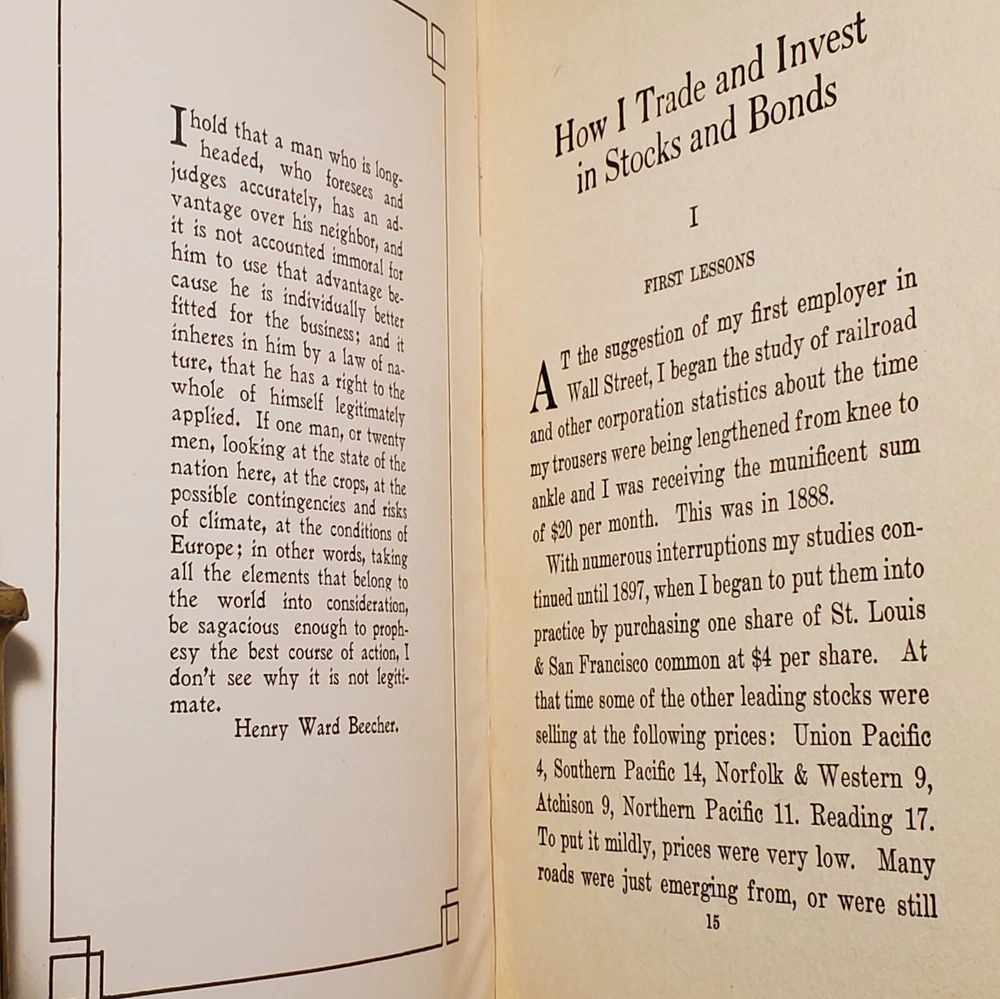 I hold that a man who is long-
headed, who foresees and
judges accurately, has an ad-
vantage over his neighbor, and
it is not accounted immoral for
him to use that advantage be-
cause he is individually better
fitted for the business; and it
inheres in him by a law of na-
ture, that he has a right to the
whole of himself legitimately
applied. If one man, or twenty
men, looking at the state of the
nation here, at the crops, at the
possible contingencies and risks
of climate, at the conditions of
Europe; in other words, taking
all the elements that belong to
the world into consideration,
be sagacious enough to proph-
esy the best course of action, I
don't see why it is not legiti-
mate.
Henry Ward Beecher.
How I Trade and Invest
in Stocks and Bonds
I
FIRST LESSONS
AT the suggestion of my first employer in
Wall Street, I began the study of railroad
and other corporation statistics about the time
my trousers were being lengthened from knee to
ankle and I was receiving the munificent sum
of $20 per month. This was in 1888.
With numerous interruptions my studies con-
tinued until 1897, when I began to put them into
practice by purchasing one share of St. Louis
& San Francisco common at $4 per share. At
that time some of the other leading stocks were
selling at the following prices: Union Pacific
4, Southern Pacific 14, Norfolk & Western 9,
Atchison 9, Northern Pacific 11. Reading 17.
To put it mildly, prices were very low. Many
roads were just emerging from, or were still
15